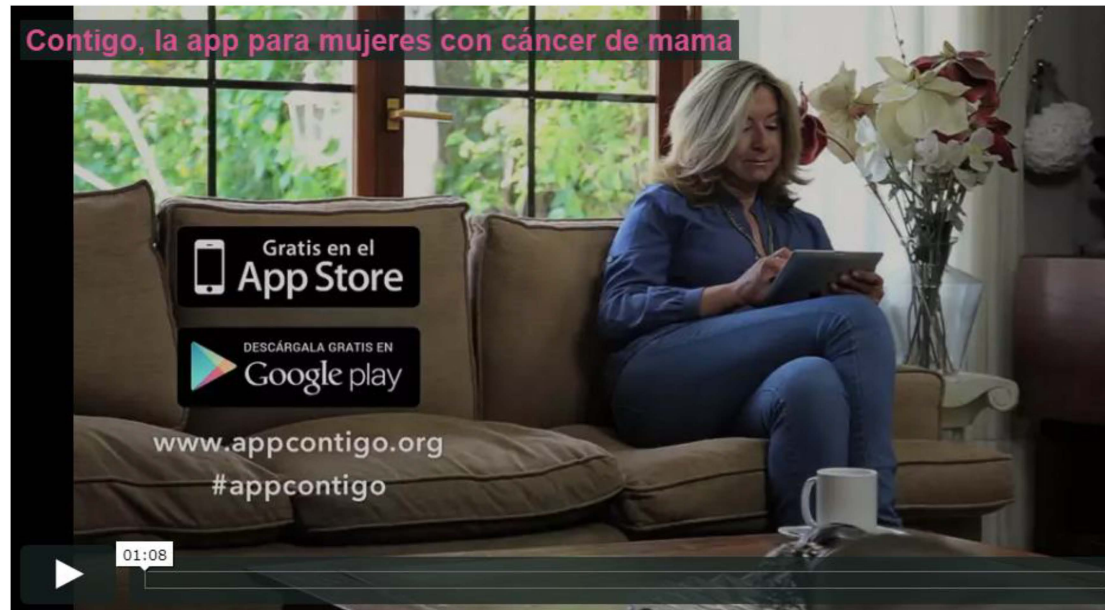 Contigo, la app para mujeres con cáncer de mama
Gratis en el
App Store
DESCÁRGALA GRATIS EN
Google play
www.appcontigo.org
#appcontigo
01:08